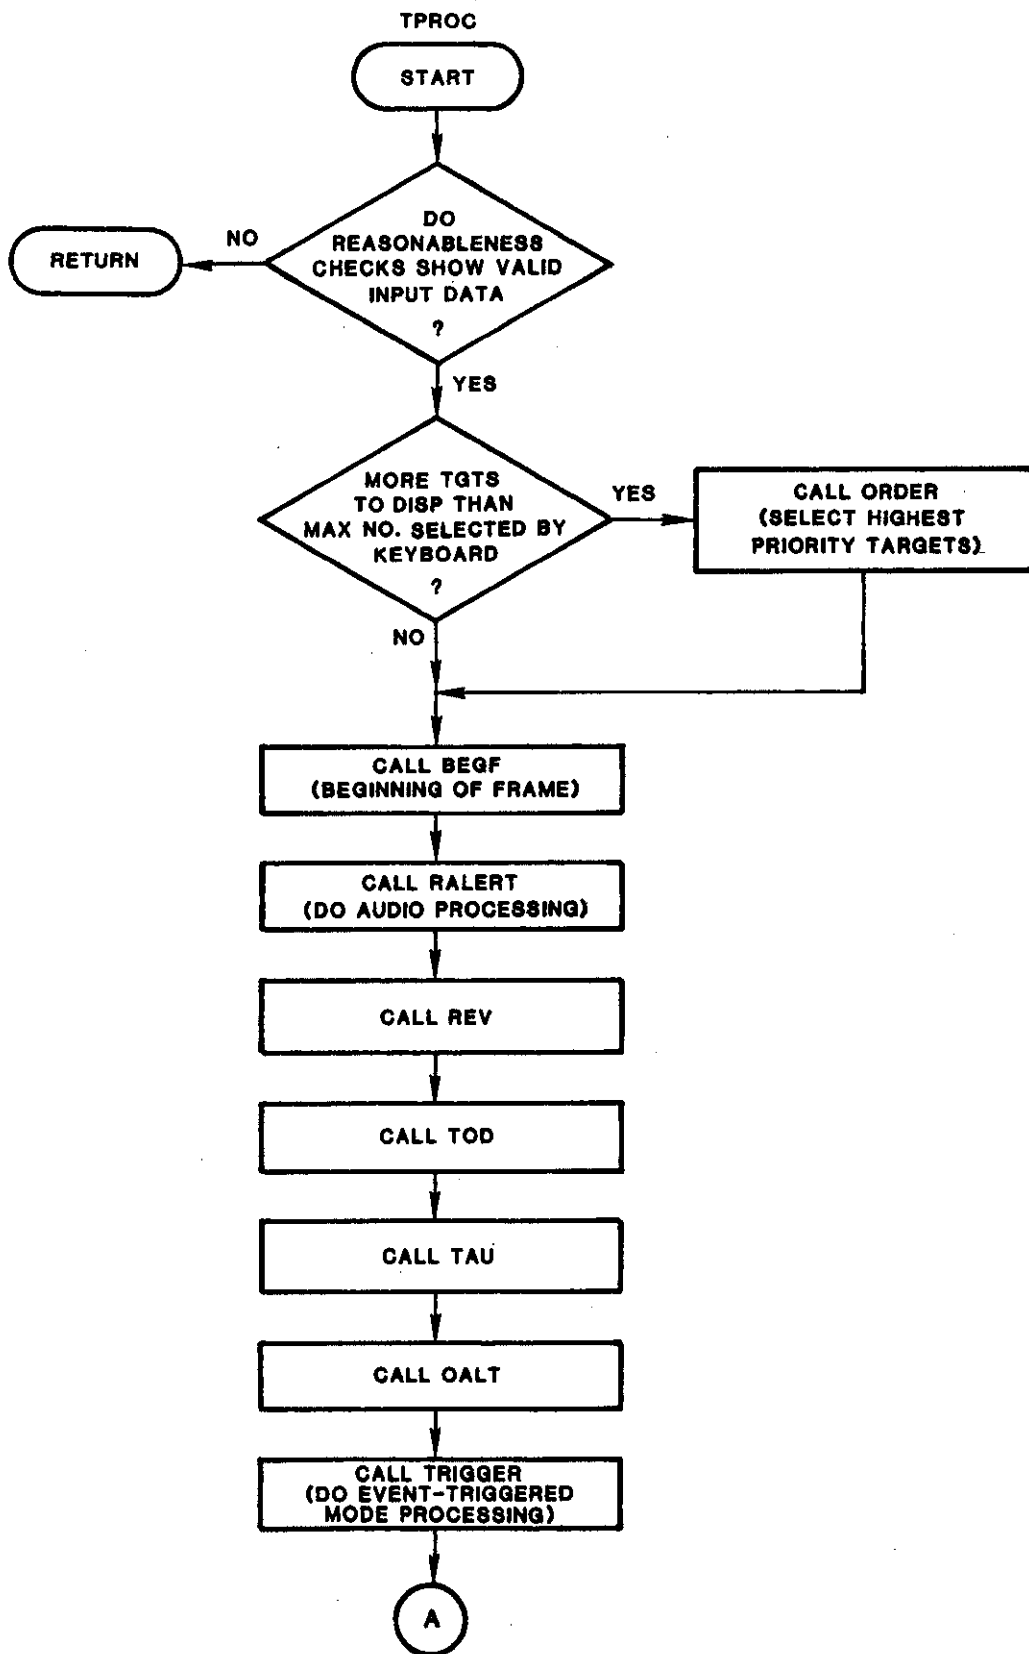 TPROC
START
DO
REASONABLENESS
CHECKS SHOW VALID
INPUT DATA
?
NO
RETURN
YES
MORE TGTS
TO DISP THAN
MAX NO. SELECTED BY
KEYBOARD
?
YES
CALL ORDER
(SELECT HIGHEST
PRIORITY TARGETS)
NO
CALL BEGF
(BEGINNING OF FRAME)
CALL RALERT
(DO AUDIO PROCESSING)
CALL REV
CALL TOD
CALL TAU
CALL OALT
CALL TRIGGER
(DO EVENT-TRIGGERED
MODE PROCESSING)
A